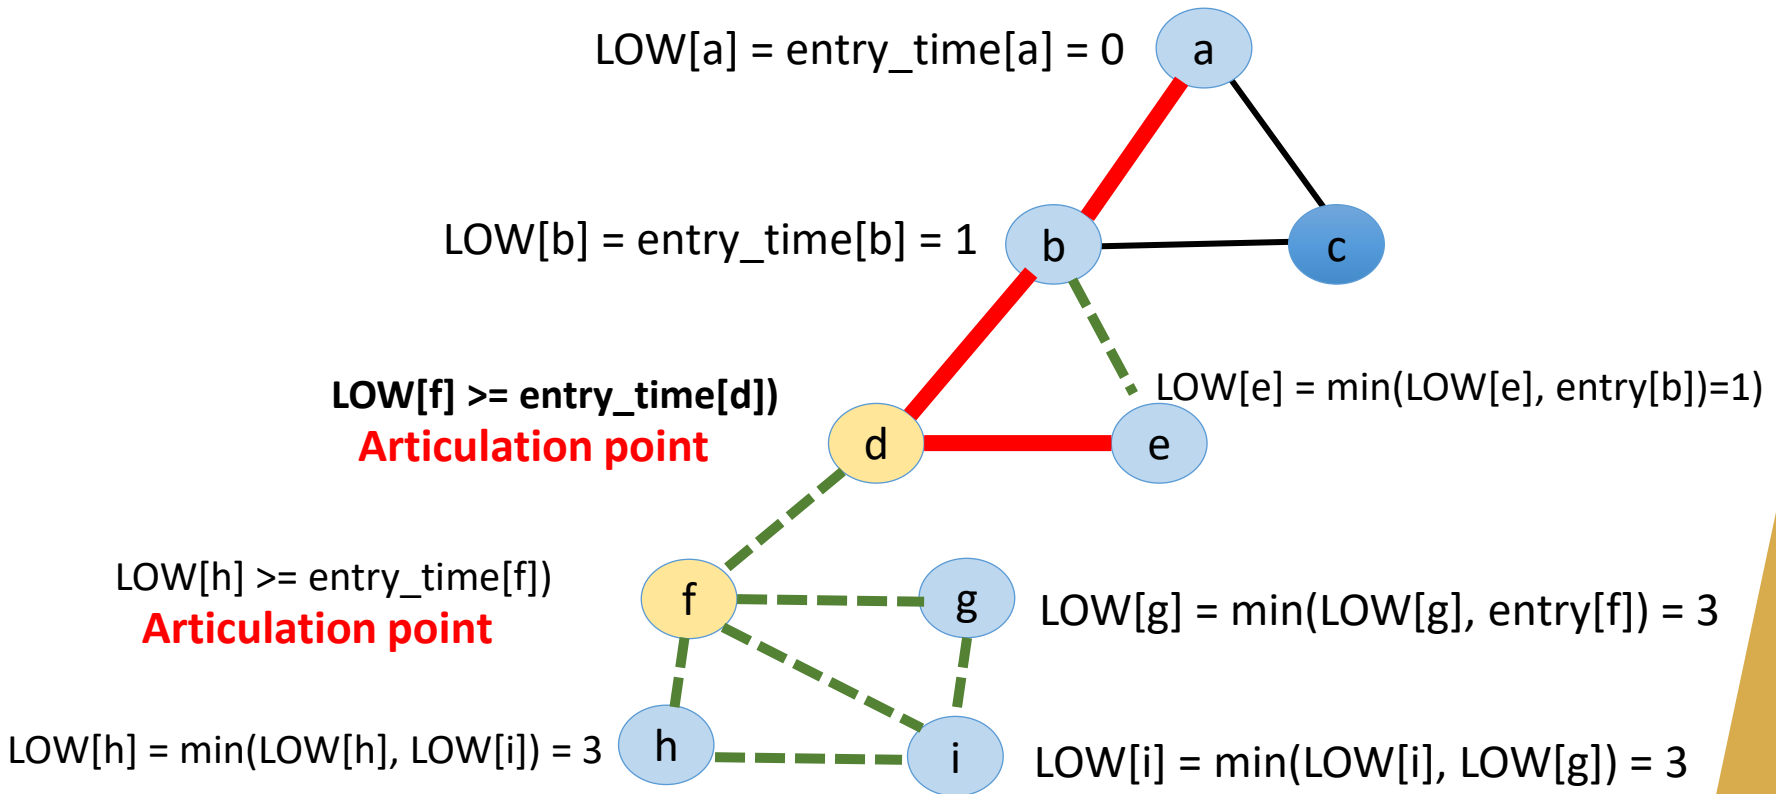 LOW[a] = entry_time[a] = 0
a
LOW[b] = entry_time[b] = 1
b
c
LOW[f] >= entry_time[d])
Articulation point
LOW[e] = min(LOW[e], entry[b])=1)
d
e
LOW[h] >= entry_time[f])
Articulation point
f
g
LOW[g] = min(LOW[g], entry[f]) = 3
LOW[h] = min(LOW[h], LOW[i]) = 3
h
i
LOW[i] = min(LOW[i], LOW[g]) = 3